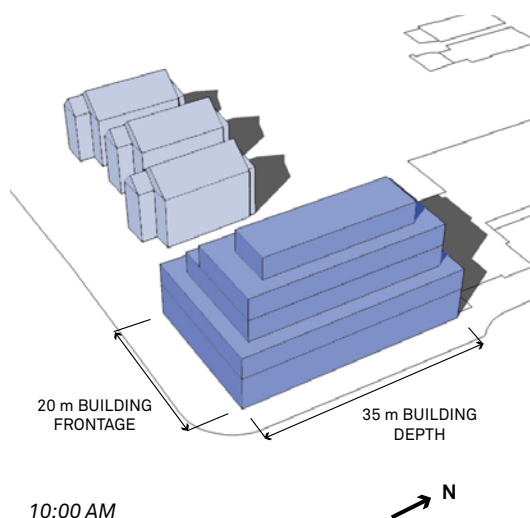 20 m BUILDING
FRONTAGE
35 m BUILDING
DEPTH
10:00 AM
N